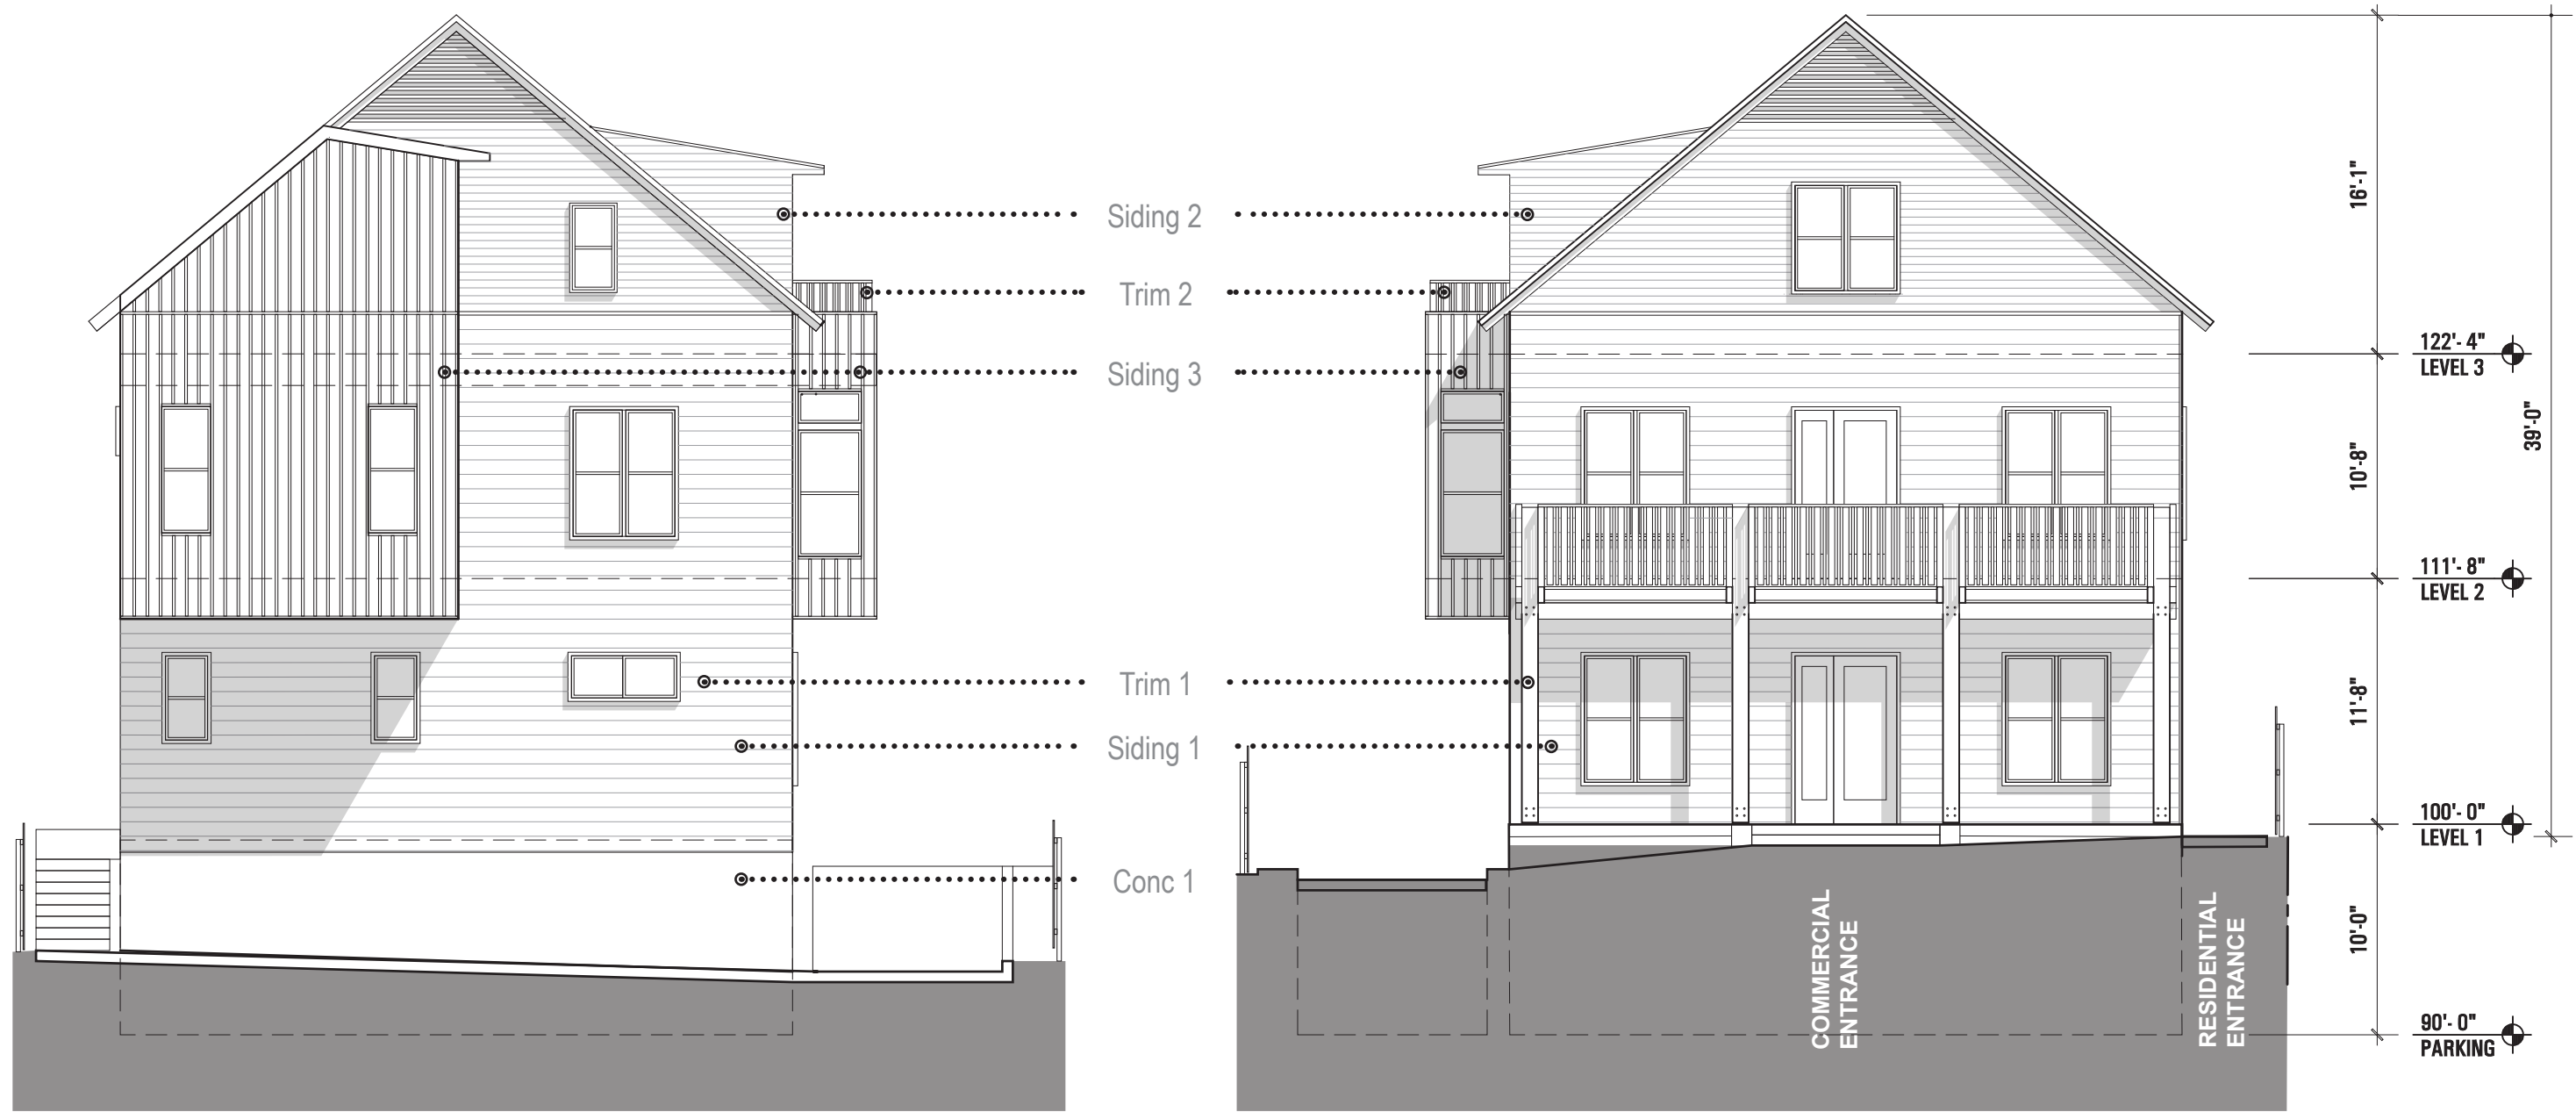 Siding 2
Trim 2
Siding 3
Trim 1
Siding 1
Conc 1
COMMERCIAL
ENTRANCE
RESIDENTIAL
ENTRANCE
16'-1"
10'-8"
11'-8"
10'-0"
39'-0"
122'- 4"
LEVEL 3
111'- 8"
LEVEL 2
100'- 0"
LEVEL 1
90'- 0"
PARKING